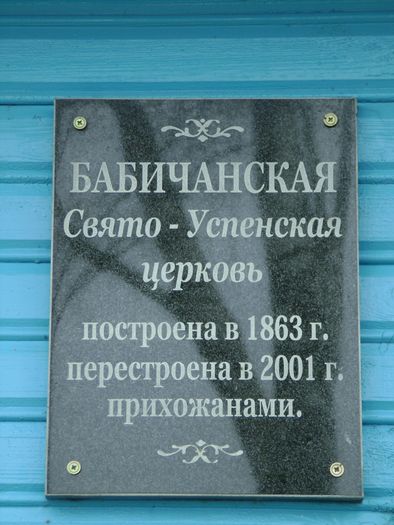 БАБИЧАНСКАЯ
Свято - Успенская
церковь
построена в 1863 г.
перестроена в 2001 г.
прихожанами.